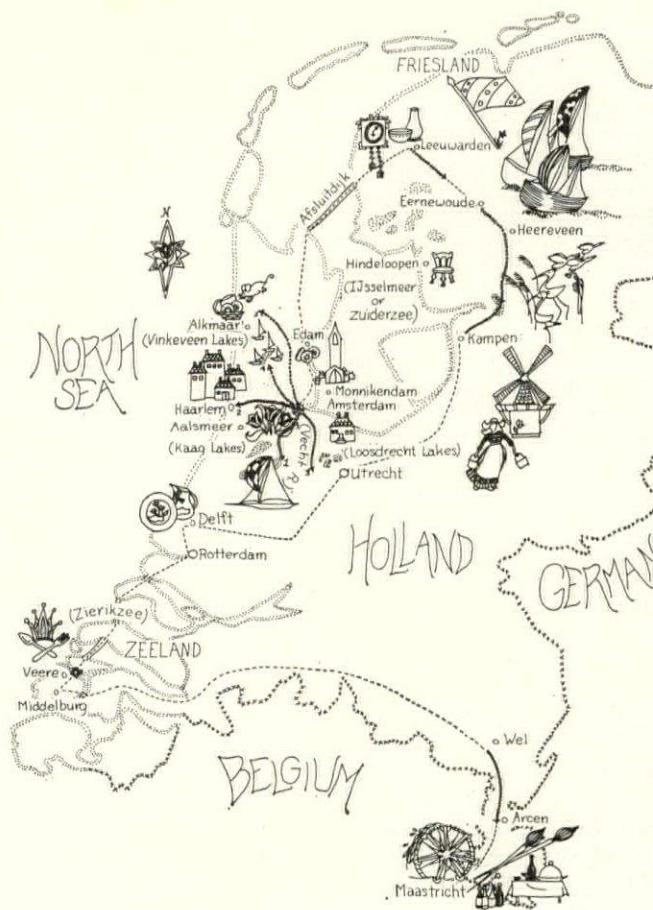 FRIESLAND
Leeuwarden
Afsluitdijk
Eernewoude
Heereveen
N
Hindeloopen
(IJsselmeer
or
Zuiderzee)
Alkmaar
Edam
(Vinkeveen Lakes)
Kampen
NORTH
SEA
Monnikendam
Haarlem
2
Amsterdam
Aalsmeer
(Vecht R.)
(Kaag Lakes)
1
(Loosdrecht Lakes)
Utrecht
Delft
HOLLAND
Rotterdam
GERMAN
(Zierikzee)
ZEELAND
Veere
Middelburg
Wel
BELGIUM
Arcen
Maastricht